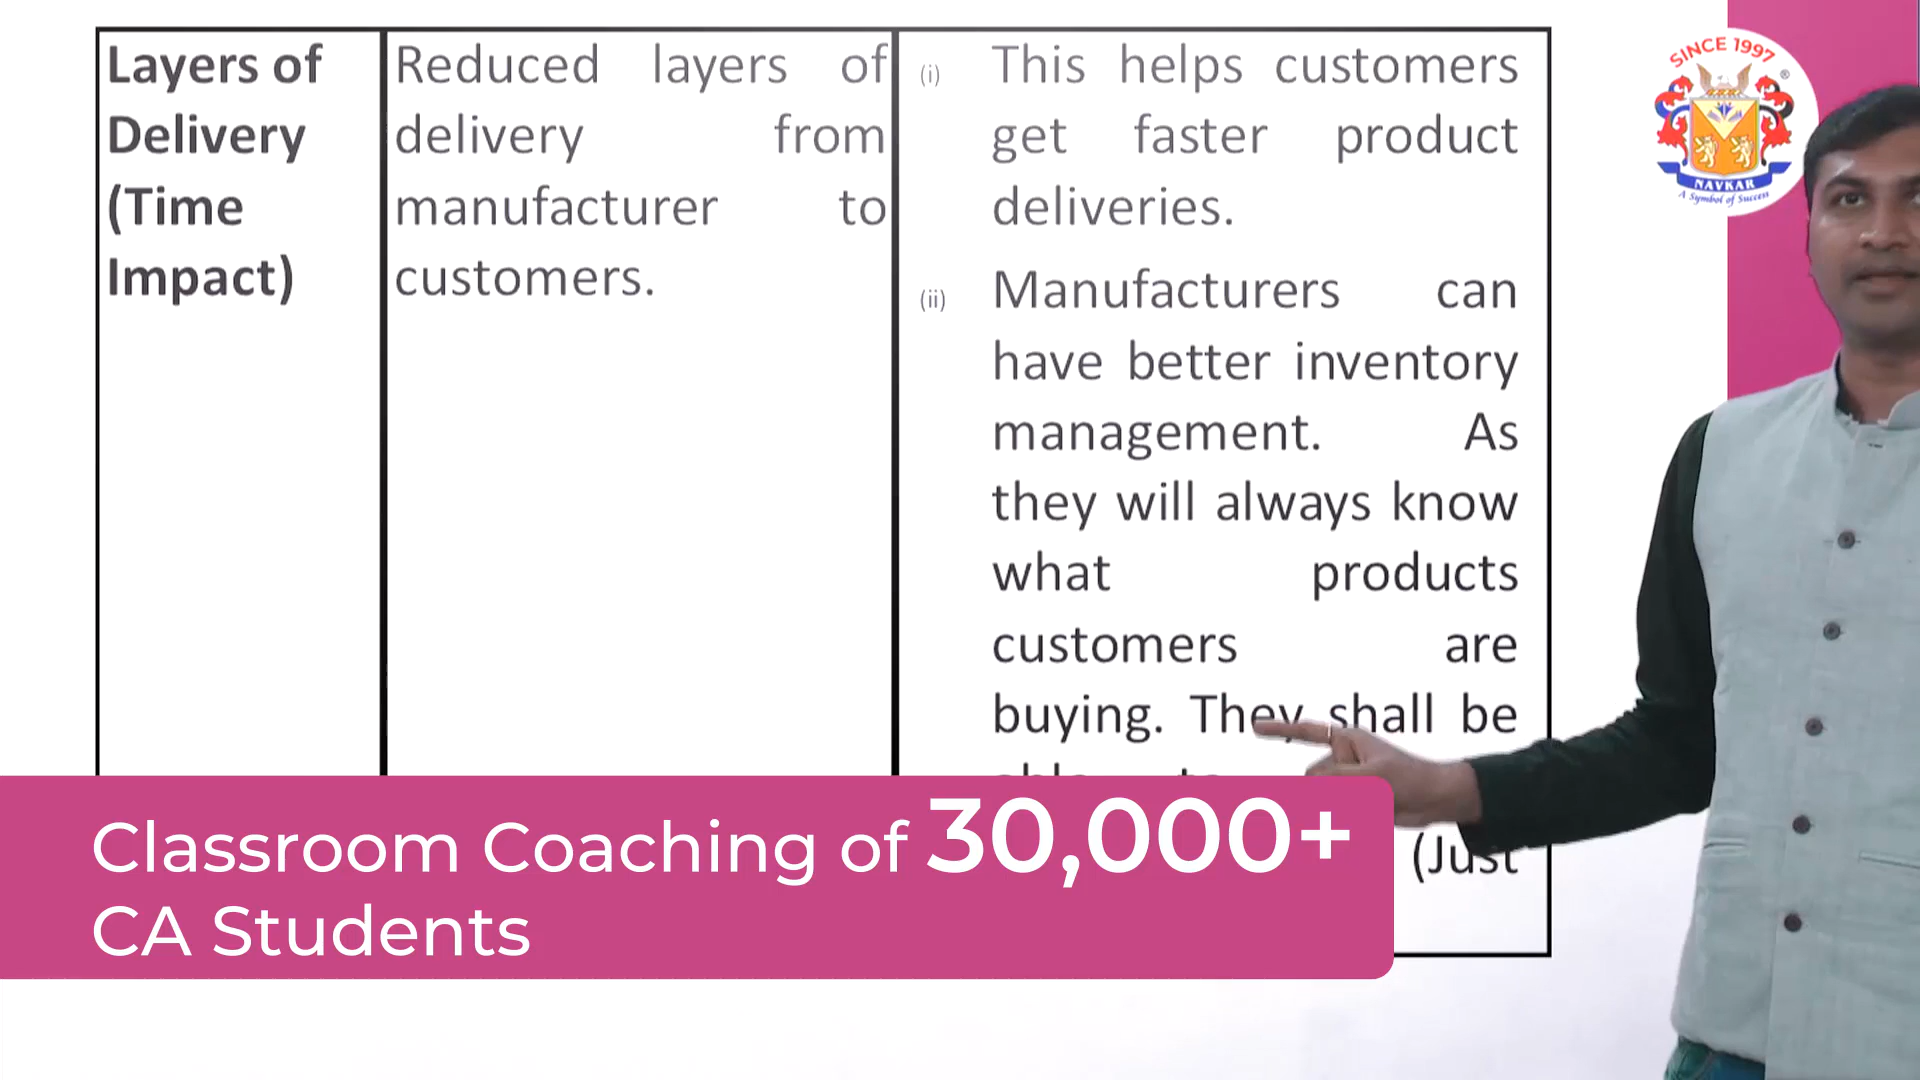 Layers of
Delivery
(Time
Impact)
Reduced layers of
delivery from
manufacturer to
customers.
(i) This helps customers
get faster product
deliveries.
(ii) Manufacturers can
have better inventory
management. As
they will always know
what products
customers are
buying. They shall be
(Just
Classroom Coaching of 30,000+
CA Students
SINCE 1997
®
NAVKAR
A Symbol of Success